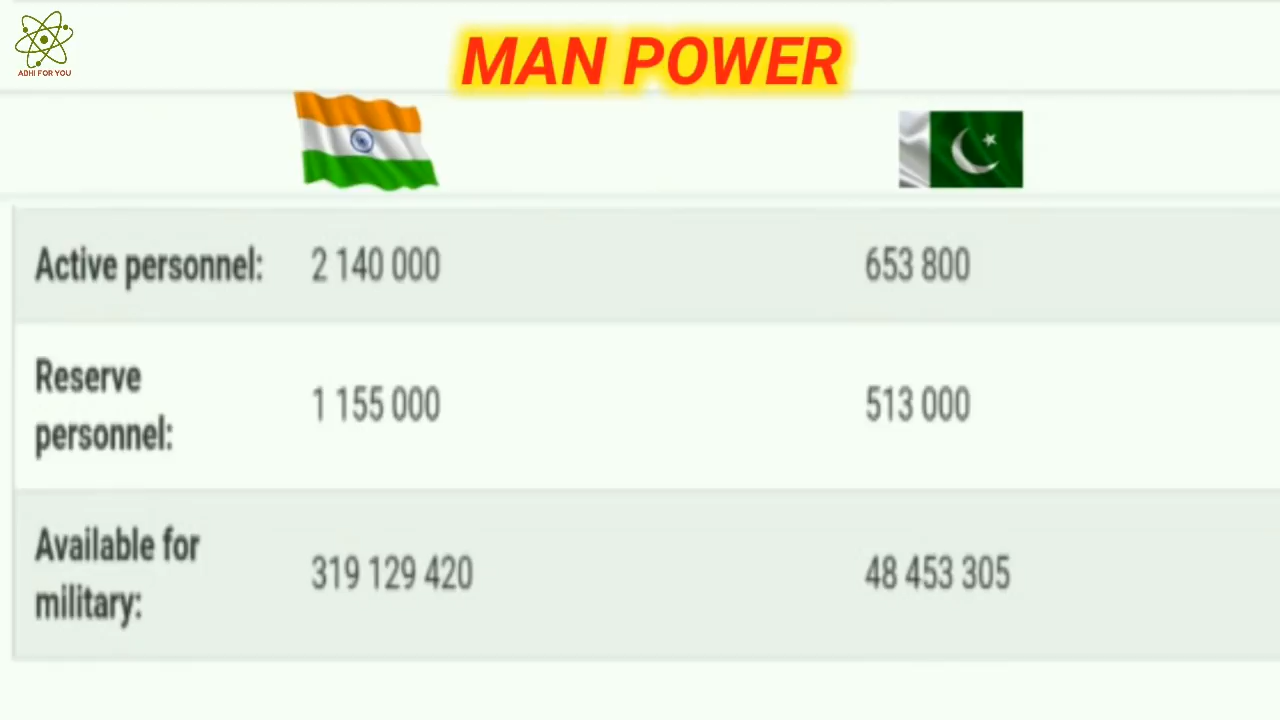 ADHI FOR YOU
MAN POWER
Active personnel: 2 140 000 653 800
Reserve
personnel: 1 155 000 513 000
Available for
military: 319 129 420 48 453 305